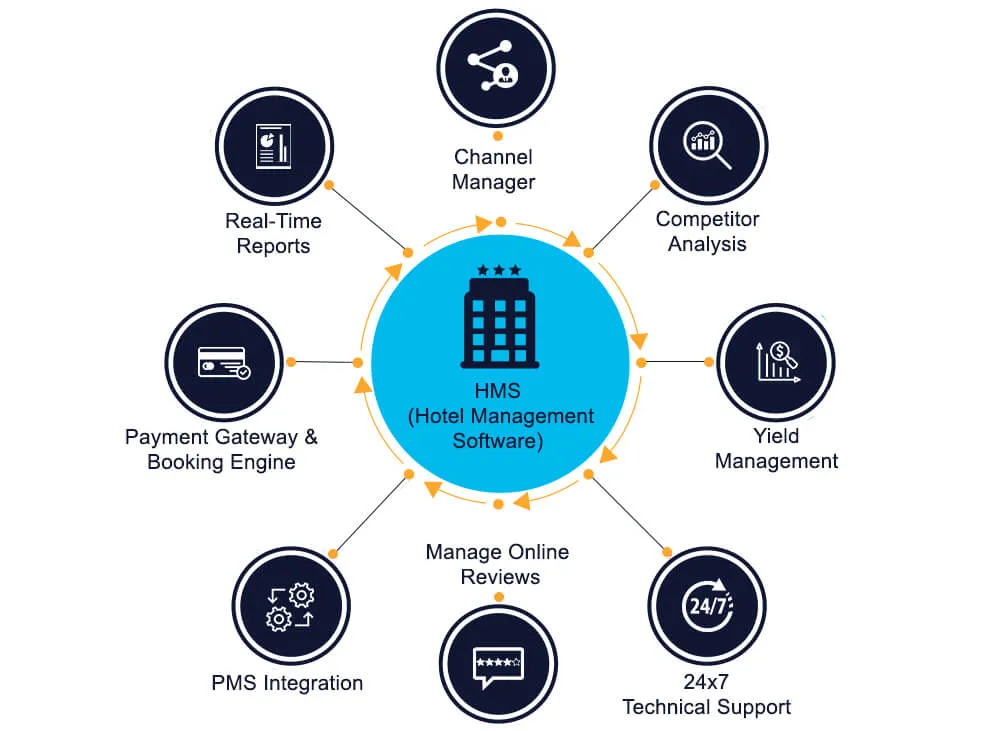 Channel
Manager
Real-Time
Reports
Competitor
Analysis
HMS
(Hotel Management
Software)
Payment Gateway &
Booking Engine
Yield
Management
Manage Online
Reviews
24/7
PMS Integration
24x7
Technical Support